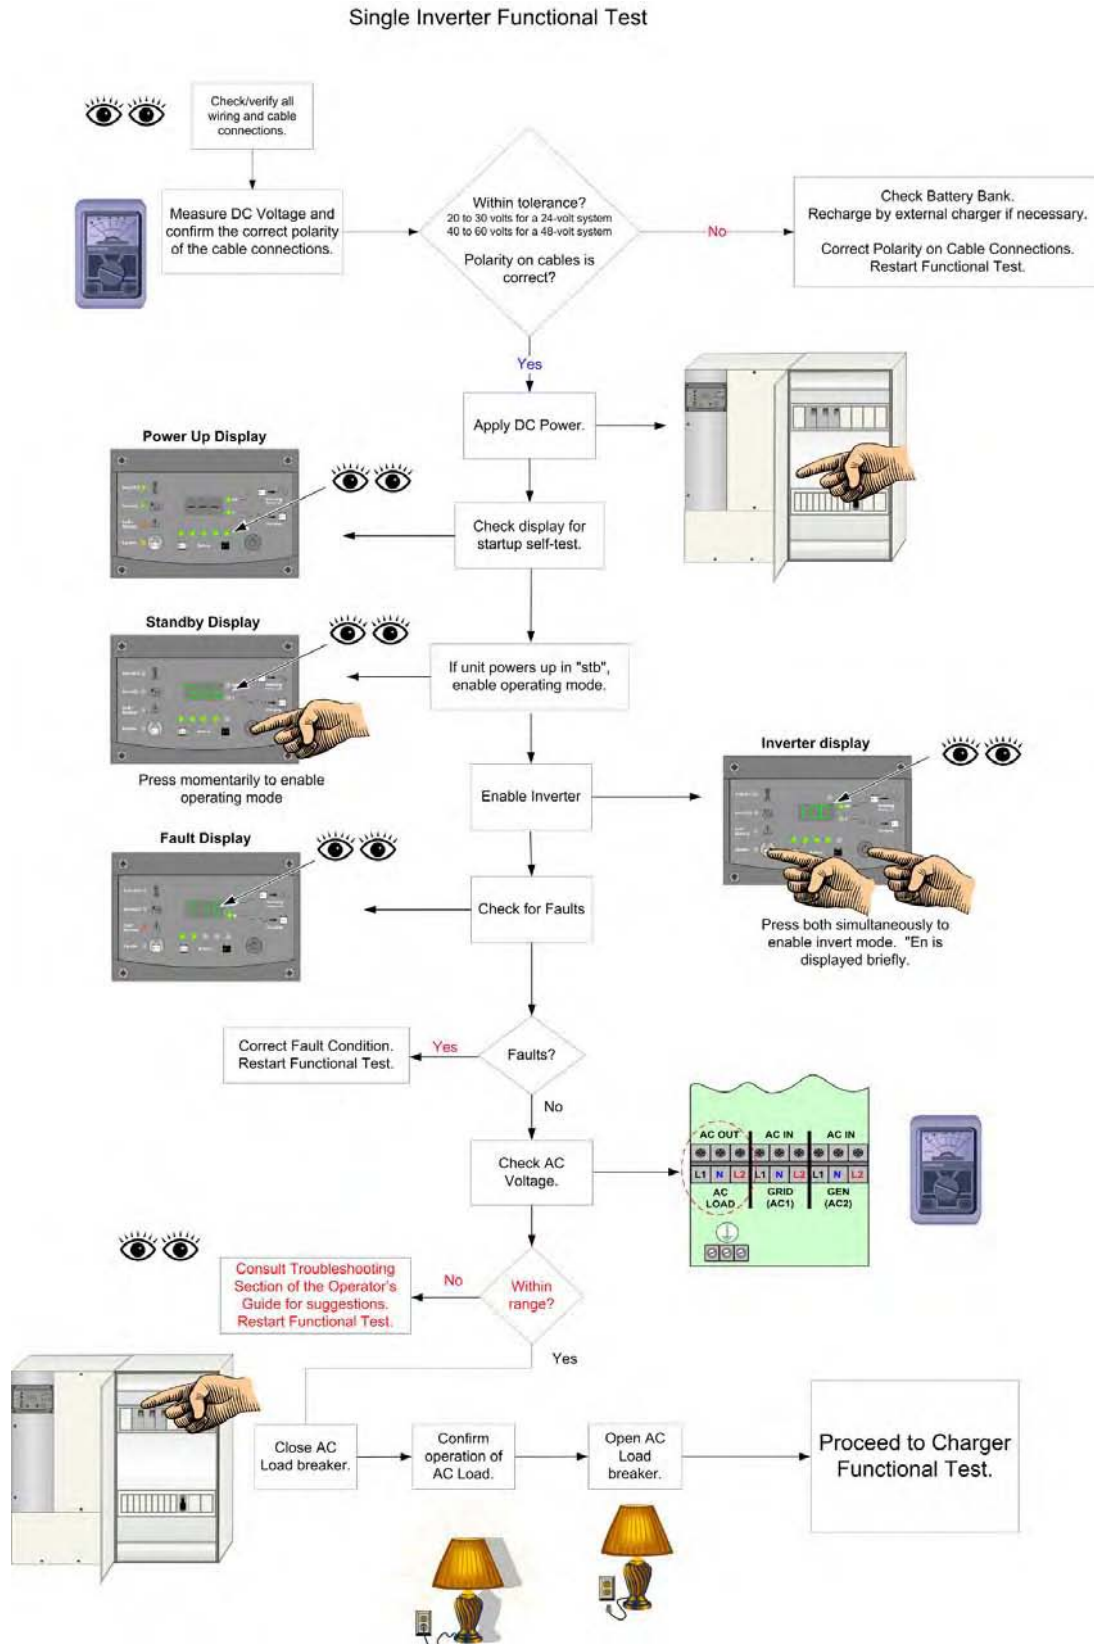 Single Inverter Functional Test
Check/verify all
wiring and cable
connections.
Measure DC Voltage and
confirm the correct polarity
of the cable connections.
Within tolerance?
20 to 30 volts for a 24-volt system
40 to 60 volts for a 48-volt system
Polarity on cables is
correct?
No
Check Battery Bank.
Recharge by external charger if necessary.
Correct Polarity on Cable Connections.
Restart Functional Test.
Yes
Apply DC Power.
Power Up Display
Check display for
startup self-test.
Standby Display
If unit powers up in "stb",
enable operating mode.
Press momentarily to enable
operating mode
Enable Inverter
Inverter display
Press both simultaneously to
enable invert mode. "En is
displayed briefly.
Fault Display
Check for Faults
Faults?
Yes
Correct Fault Condition.
Restart Functional Test.
No
Check AC
Voltage.
AC OUT AC IN AC IN
L1 N L2 L1 N L2 L1 N L2
AC
LOAD
GRID
(AC1)
GEN
(AC2)
Within
range?
No
Consult Troubleshooting
Section of the Operator's
Guide for suggestions.
Restart Functional Test.
Yes
Close AC
Load breaker.
Confirm
operation of
AC Load.
Open AC
Load
breaker.
Proceed to Charger
Functional Test.